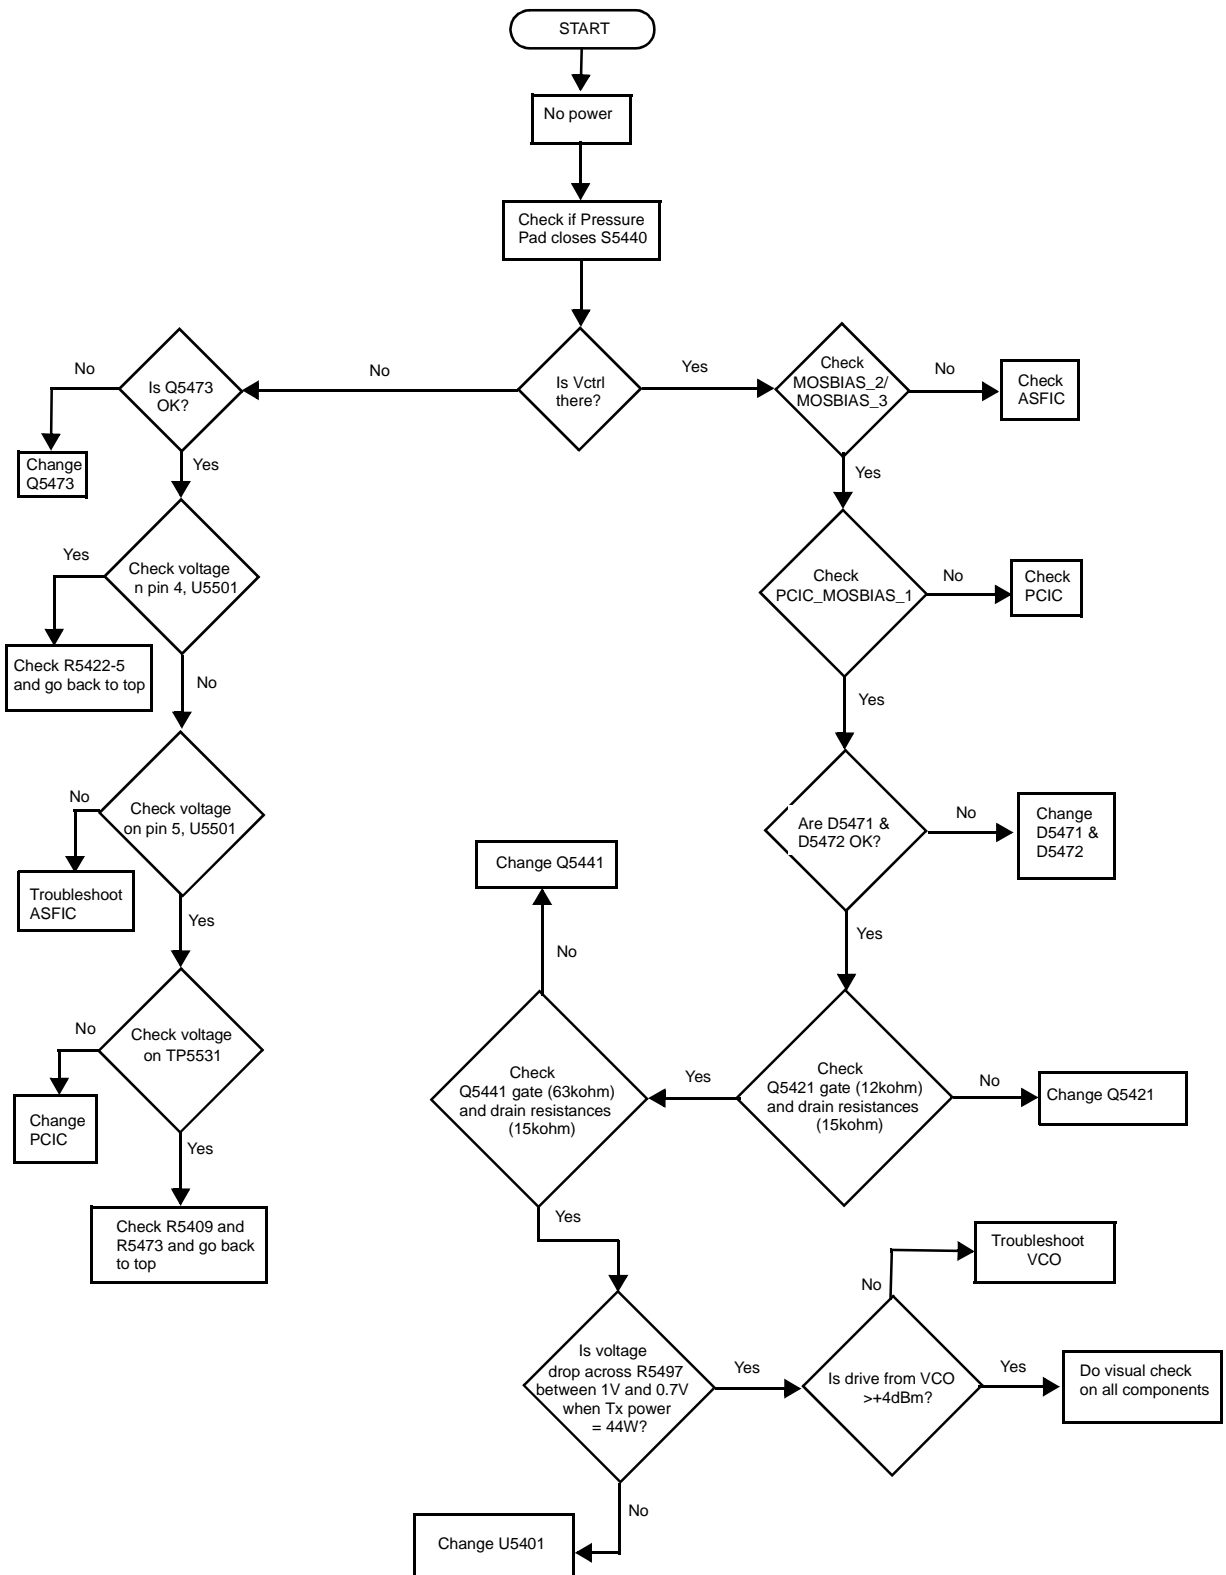 START
No power
Check if Pressure
Pad closes S5440
Is Vctrl
there?
No
Yes
Is Q5473
OK?
No
Change
Q5473
Yes
Check voltage
n pin 4, U5501
Yes
Check R5422-5
and go back to top
No
Check voltage
on pin 5, U5501
No
Troubleshoot
ASFIC
Yes
Check voltage
on TP5531
No
Change
PCIC
Yes
Check R5409 and
R5473 and go back
to top
Check
MOSBIAS_2/
MOSBIAS_3
No
Check
ASFIC
Yes
Check
PCIC_MOSBIAS_1
No
Check
PCIC
Yes
Are D5471 &
D5472 OK?
No
Change
D5471 &
D5472
Yes
Check
Q5421 gate (12kohm)
and drain resistances
(15kohm)
No
Change Q5421
Yes
Check
Q5441 gate (63kohm)
and drain resistances
(15kohm)
No
Change Q5441
Yes
Is voltage
drop across R5497
between 1V and 0.7V
when Tx power
= 44W?
No
Change U5401
Yes
Is drive from VCO
>+4dBm?
No
Troubleshoot
VCO
Yes
Do visual check
on all components